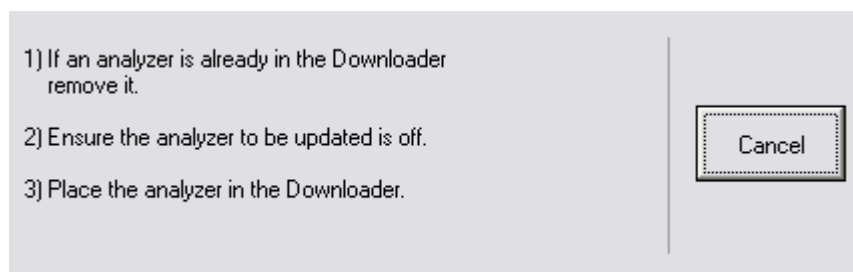 1) If an analyzer is already in the Downloader
remove it.
2) Ensure the analyzer to be updated is off.
3) Place the analyzer in the Downloader.
Cancel